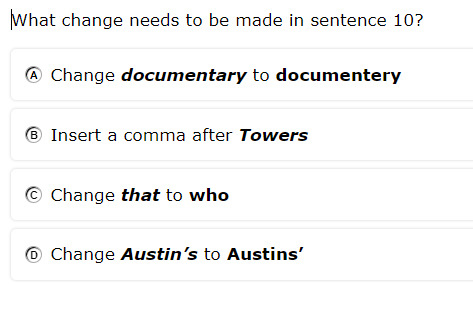 What change needs to be made in sentence 10?
A Change documentary to documentery
B Insert a comma after Towers
C Change that to who
D Change Austin’s to Austins’